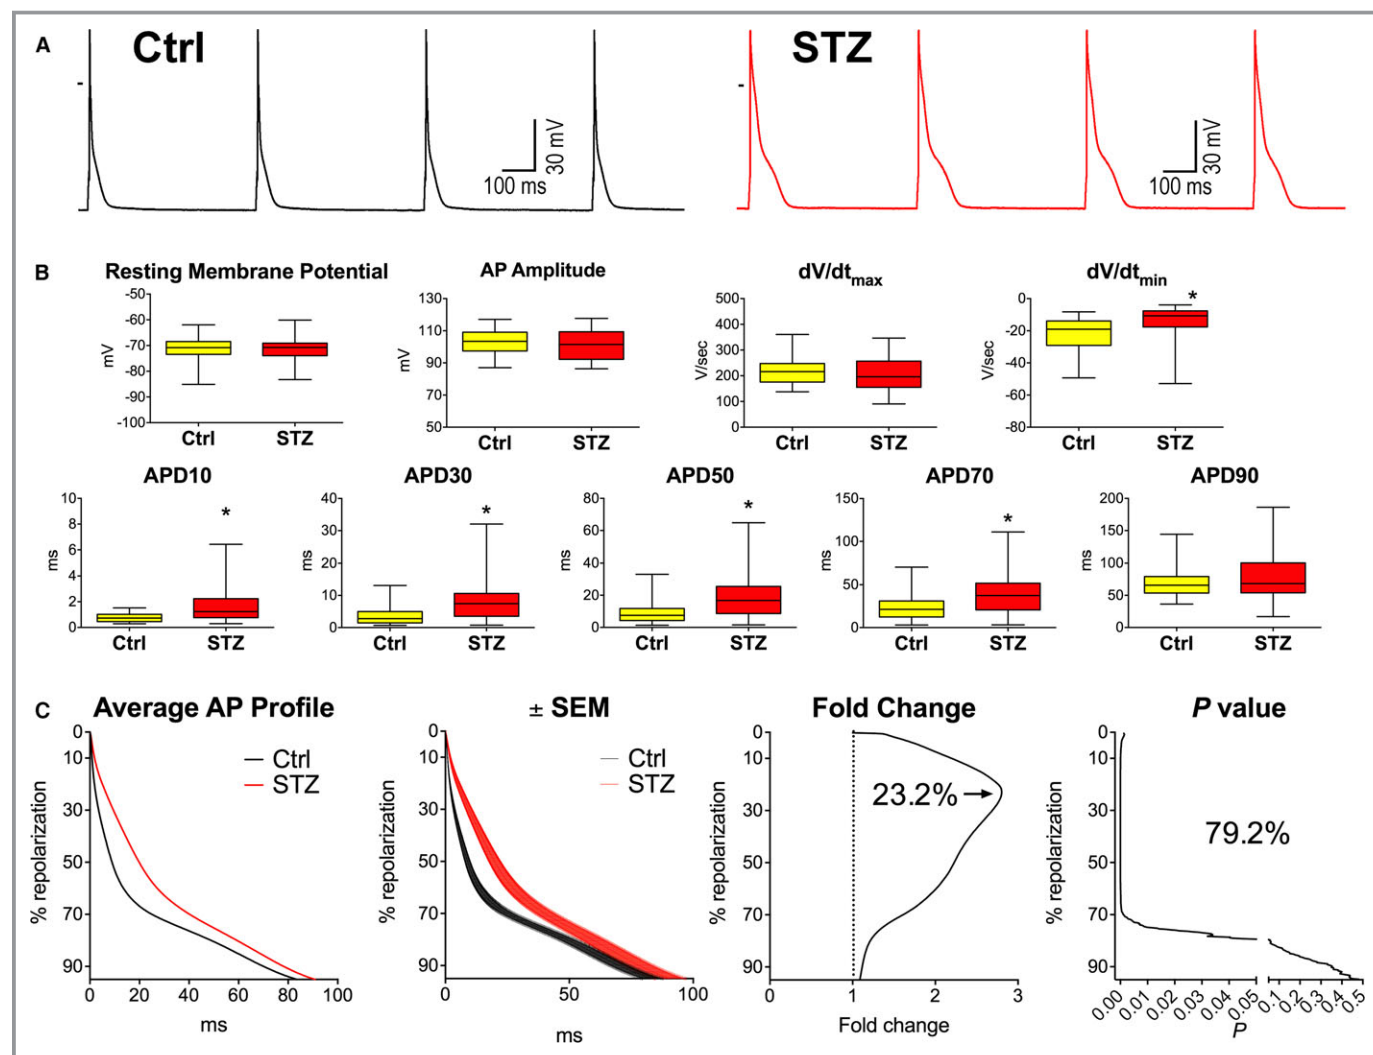 A Ctrl STZ
30 mV
100 ms
30 mV
100 ms
B Resting Membrane Potential AP Amplitude dV/dtmax dV/dtmin
-50
-60
-70
-80
-90
-100
mV
Ctrl STZ
130
110
90
70
50
mV
Ctrl STZ
500
400
300
200
100
0
V/sec
Ctrl STZ
0
-20
-40
-60
-80
V/sec
*
Ctrl STZ
APD10 APD30 APD50 APD70 APD90
10
8
6
4
2
0
ms
*
Ctrl STZ
40
30
20
10
0
ms
*
Ctrl STZ
80
60
40
20
0
ms
*
Ctrl STZ
150
100
50
0
ms
*
Ctrl STZ
200
150
100
50
0
ms
Ctrl STZ
C Average AP Profile ± SEM Fold Change P value
0
10
30
50
70
90
% repolarization
Ctrl
STZ
0 20 40 60 80 100
ms
0
10
30
50
70
90
% repolarization
Ctrl
STZ
0 50 100
ms
0
10
30
50
70
90
% repolarization
23.2%
0 1 2 3
Fold change
0
10
30
50
70
90
% repolarization
79.2%
0.00 0.01 0.02 0.03 0.04 0.05 0.1 0.2 0.3 0.4 0.5
P